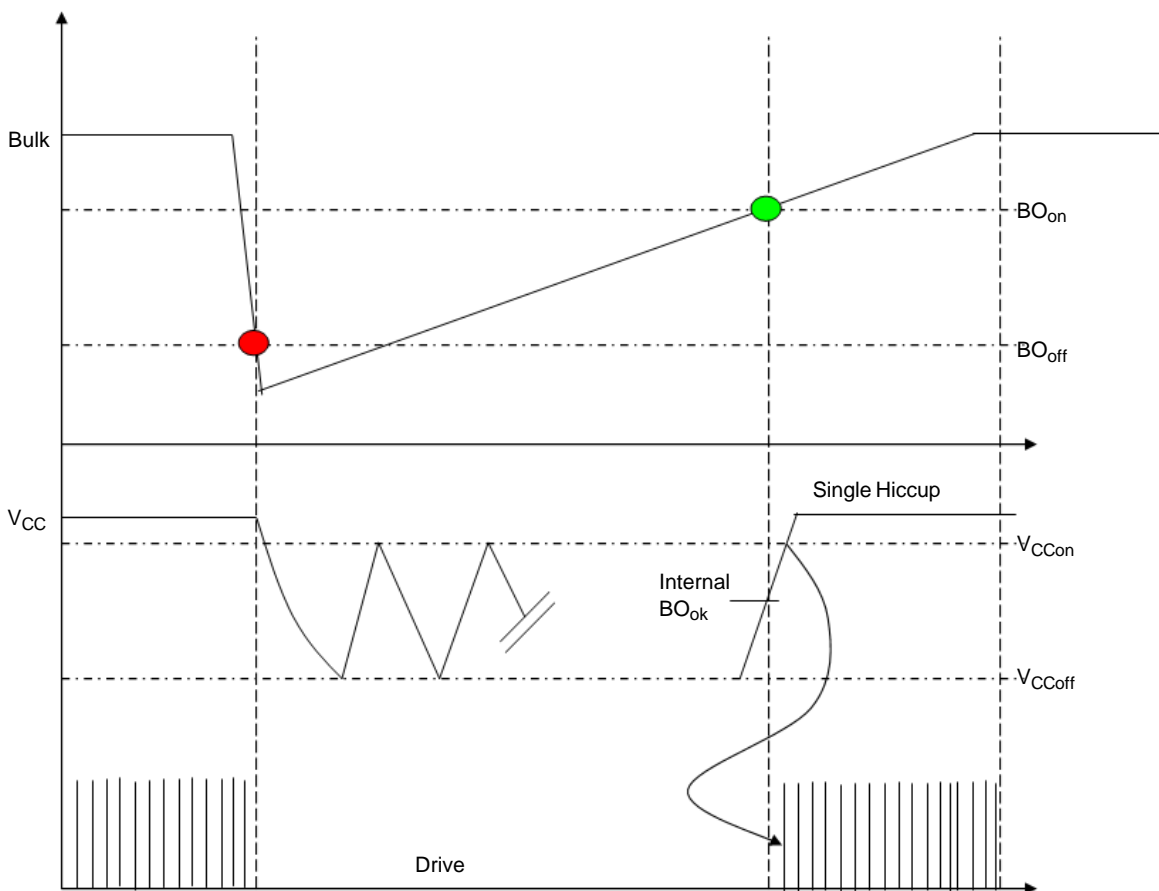 Bulk
BOon
BOoff
Single Hiccup
VCC
VCCon
Internal
BOok
VCCoff
Drive